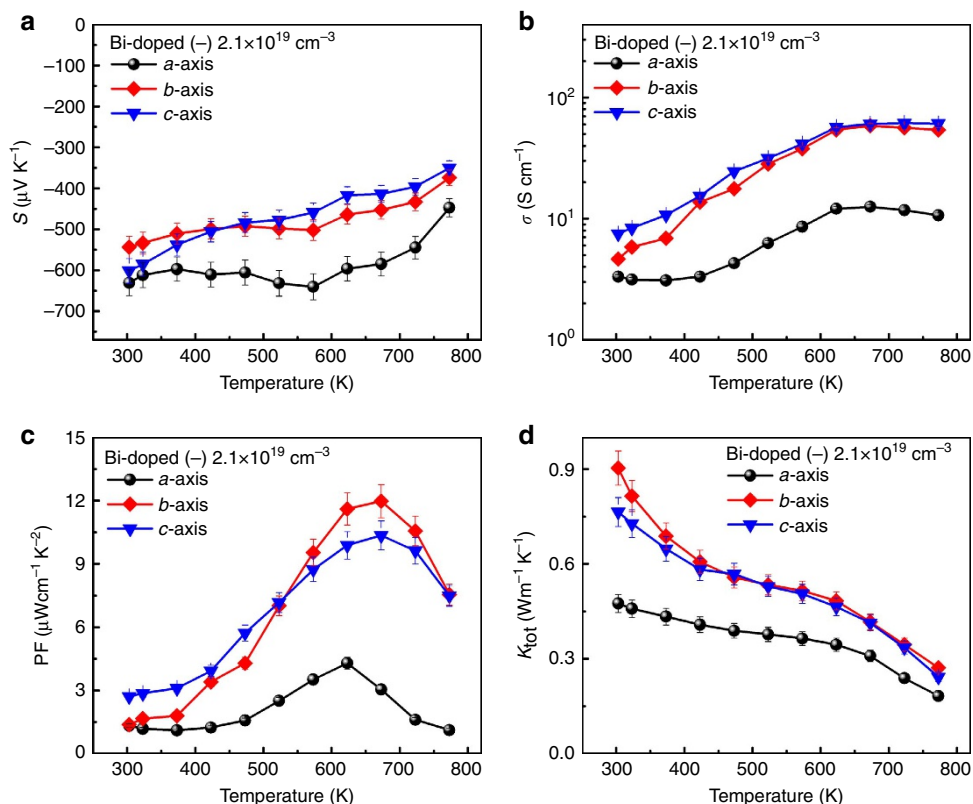 a
0
−100
−200
−300
−400
−500
−600
−700
S (μV K⁻¹)
Bi-doped (−) 2.1×10¹⁹ cm⁻³
a-axis
b-axis
c-axis
300 400 500 600 700 800
Temperature (K)
b
10²
10¹
10⁰
σ (S cm⁻¹)
Bi-doped (−) 2.1×10¹⁹ cm⁻³
a-axis
b-axis
c-axis
300 400 500 600 700 800
Temperature (K)
c
15
12
9
6
3
0
PF (μWcm⁻¹ K⁻²)
Bi-doped (−) 2.1×10¹⁹ cm⁻³
a-axis
b-axis
c-axis
300 400 500 600 700 800
Temperature (K)
d
0.9
0.6
0.3
0.0
Κtot (Wm⁻¹ K⁻¹)
Bi-doped (−) 2.1×10¹⁹ cm⁻³
a-axis
b-axis
c-axis
300 400 500 600 700 800
Temperature (K)